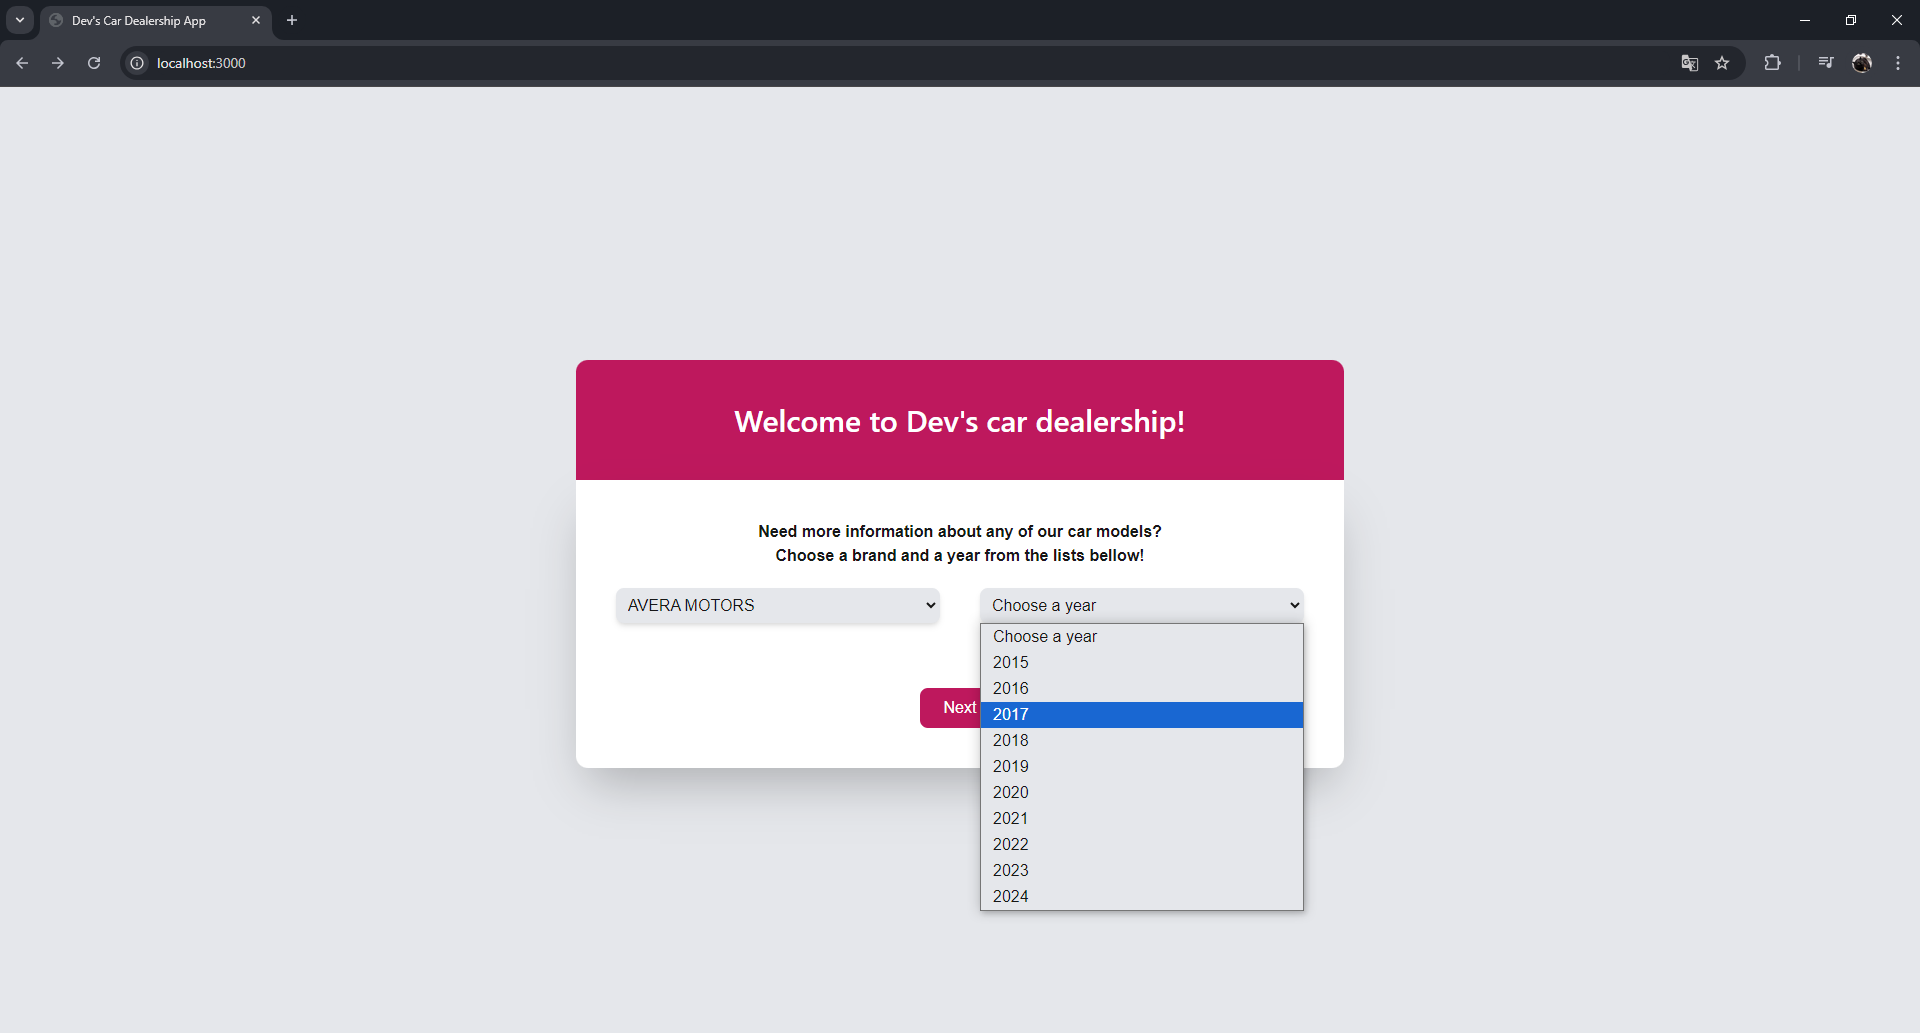 Dev's Car Dealership App
localhost:3000
Welcome to Dev's car dealership!
Need more information about any of our car models?
Choose a brand and a year from the lists bellow!
AVERA MOTORS
Choose a year
Choose a year
2015
2016
Next
2017
2018
2019
2020
2021
2022
2023
2024